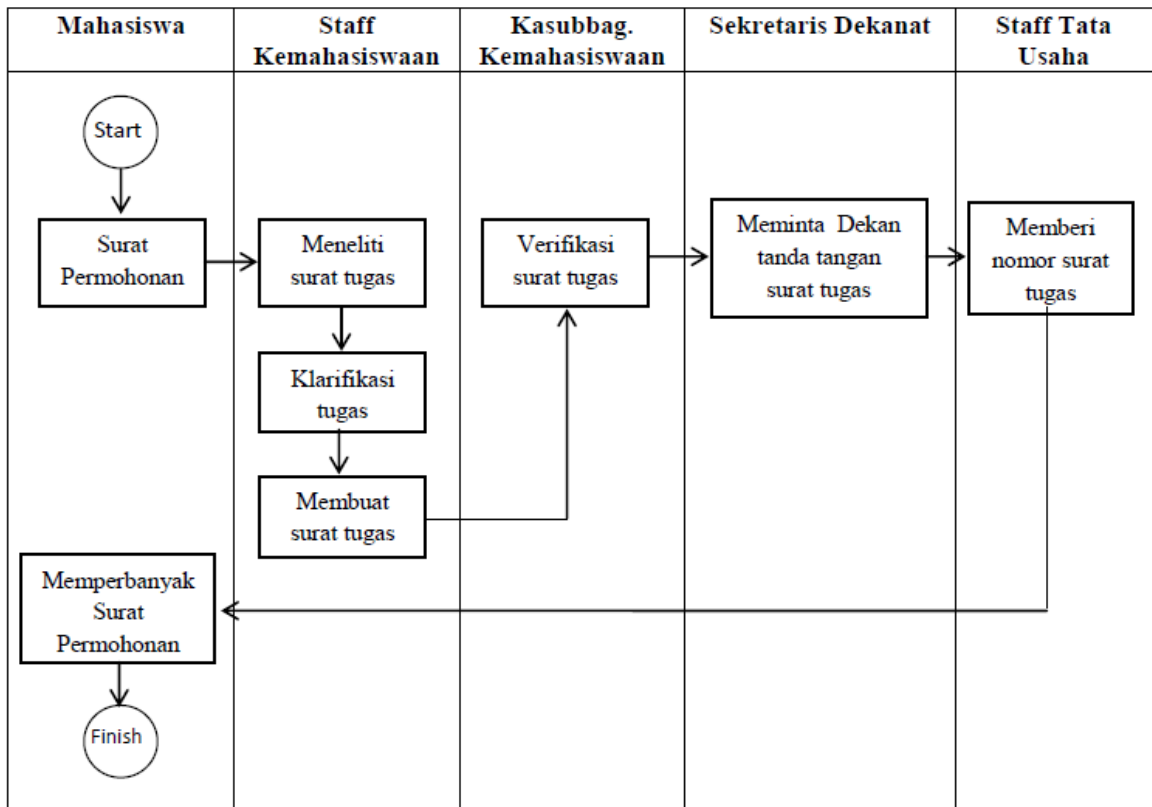 Mahasiswa
Staff
Kemahasiswaan
Kasubbag.
Kemahasiswaan
Sekretaris Dekanat
Staff Tata
Usaha
Start
Surat
Permohonan
Meneliti
surat tugas
Klarifikasi
tugas
Membuat
surat tugas
Verifikasi
surat tugas
Meminta Dekan
tanda tangan
surat tugas
Memberi
nomor surat
tugas
Memperbanyak
Surat
Permohonan
Finish